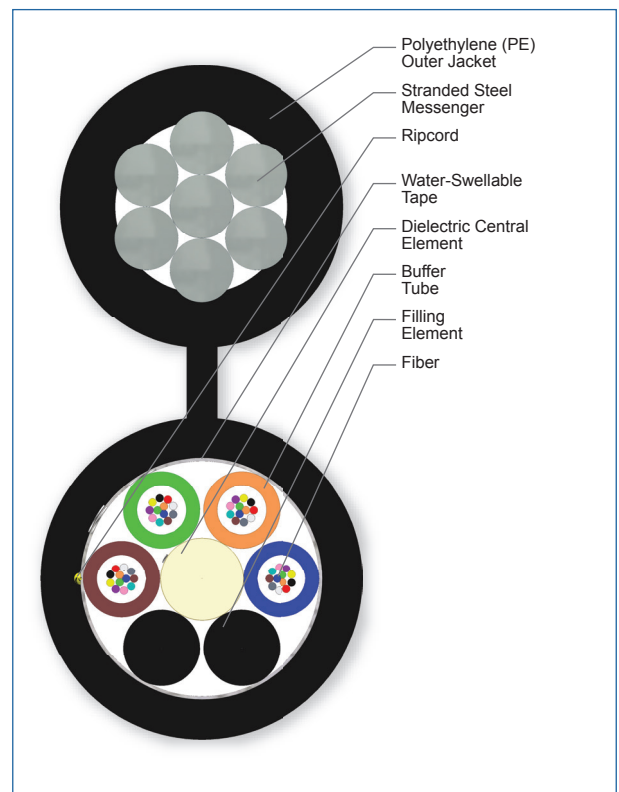 Polyethylene (PE)
Outer Jacket
Stranded Steel
Messenger
Ripcord
Water-Swellable
Tape
Dielectric Central
Element
Buffer
Tube
Filling
Element
Fiber